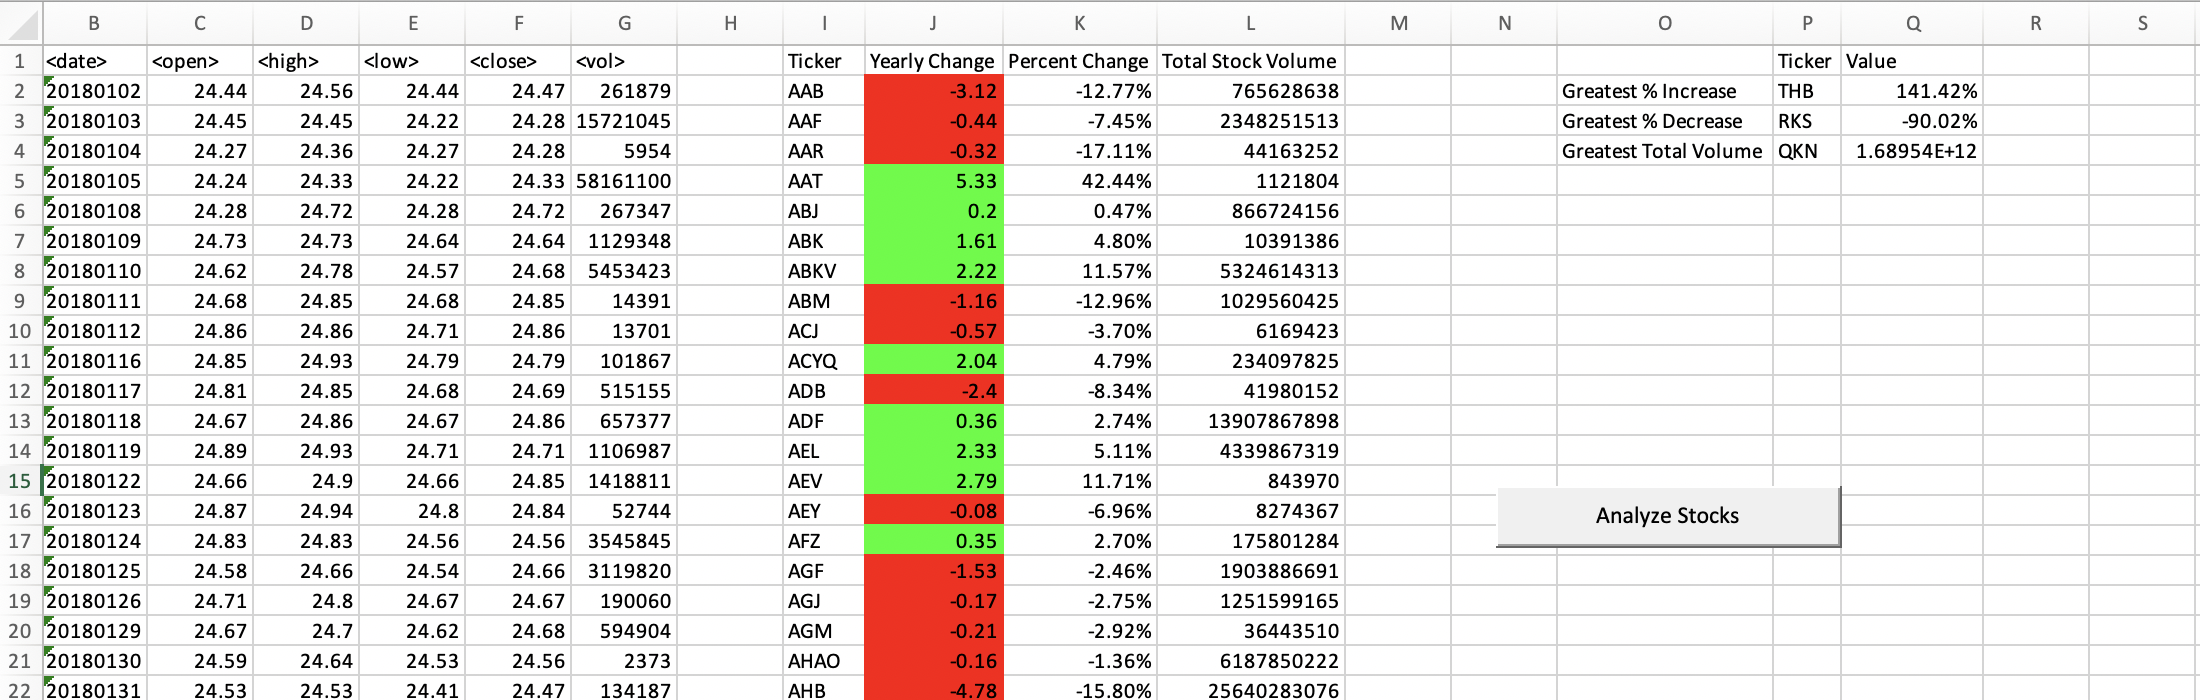 B C D E F G H I J K L M N O P Q R S
1 <date> <open> <high> <low> <close> <vol> Ticker Yearly Change Percent Change Total Stock Volume Ticker Value
2 20180102 24.44 24.56 24.44 24.47 261879 AAB -3.12 -12.77% 765628638 Greatest % Increase THB 141.42%
3 20180103 24.45 24.45 24.22 24.28 15721045 AAF -0.44 -7.45% 2348251513 Greatest % Decrease RKS -90.02%
4 20180104 24.27 24.36 24.27 24.28 5954 AAR -0.32 -17.11% 44163252 Greatest Total Volume QKN 1.68954E+12
5 20180105 24.24 24.33 24.22 24.33 58161100 AAT 5.33 42.44% 1121804
6 20180108 24.28 24.72 24.28 24.72 267347 ABJ 0.2 0.47% 866724156
7 20180109 24.73 24.73 24.64 24.64 1129348 ABK 1.61 4.80% 10391386
8 20180110 24.62 24.78 24.57 24.68 5453423 ABKV 2.22 11.57% 5324614313
9 20180111 24.68 24.85 24.68 24.85 14391 ABM -1.16 -12.96% 1029560425
10 20180112 24.86 24.86 24.71 24.86 13701 ACJ -0.57 -3.70% 6169423
11 20180116 24.85 24.93 24.79 24.79 101867 ACYQ 2.04 4.79% 234097825
12 20180117 24.81 24.85 24.68 24.69 515155 ADB -2.4 -8.34% 41980152
13 20180118 24.67 24.86 24.67 24.86 657377 ADF 0.36 2.74% 13907867898
14 20180119 24.89 24.93 24.71 24.71 1106987 AEL 2.33 5.11% 4339867319
15 20180122 24.66 24.9 24.66 24.85 1418811 AEV 2.79 11.71% 843970
16 20180123 24.87 24.94 24.8 24.84 52744 AEY -0.08 -6.96% 8274367 Analyze Stocks
17 20180124 24.83 24.83 24.56 24.56 3545845 AFZ 0.35 2.70% 175801284
18 20180125 24.58 24.66 24.54 24.66 3119820 AGF -1.53 -2.46% 1903886691
19 20180126 24.71 24.8 24.67 24.67 190060 AGJ -0.17 -2.75% 1251599165
20 20180129 24.67 24.7 24.62 24.68 594904 AGM -0.21 -2.92% 36443510
21 20180130 24.59 24.64 24.53 24.56 2373 AHAO -0.16 -1.36% 6187850222
22 20180131 24.53 24.53 24.41 24.47 134187 AHB -4.78 -15.80% 25640283076